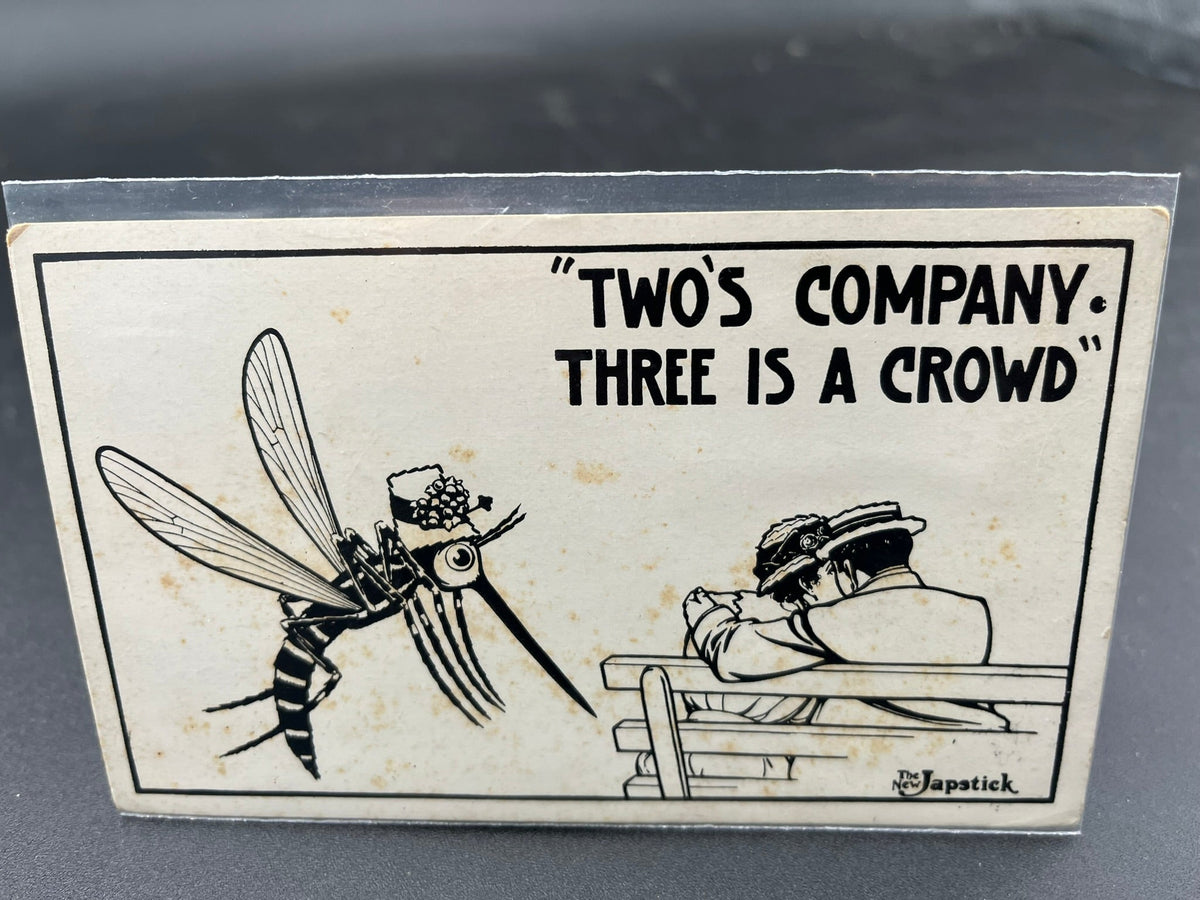 "TWO'S COMPANY.
THREE IS A CROWD"
The New Japstick